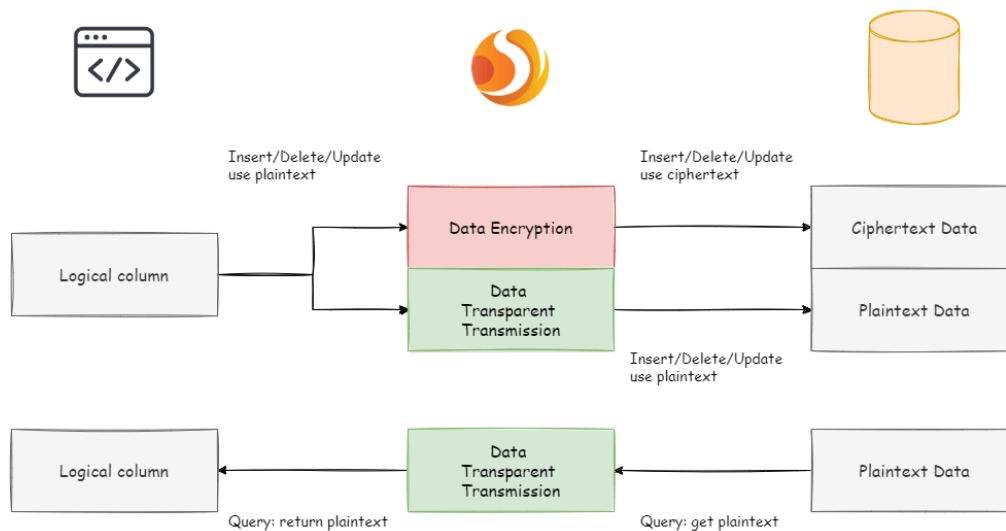 </>
Insert/Delete/Update
use plaintext
Insert/Delete/Update
use ciphertext
Logical column
Data Encryption
Ciphertext Data
Data
Transparent
Transmission
Plaintext Data
Insert/Delete/Update
use plaintext
Logical column
Data
Transparent
Transmission
Plaintext Data
Query: return plaintext
Query: get plaintext